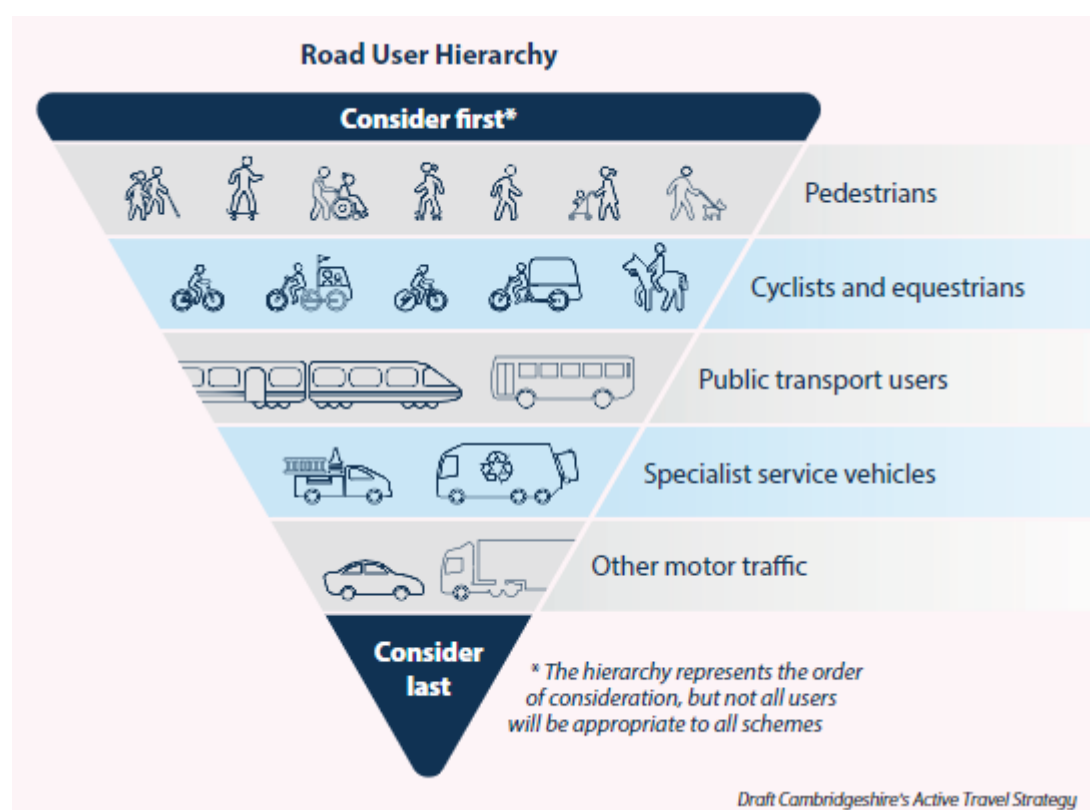 Road User Hierarchy
Consider first*
Pedestrians
Cyclists and equestrians
Public transport users
Specialist service vehicles
Other motor traffic
Consider
last
* The hierarchy represents the order
of consideration, but not all users
will be appropriate to all schemes
Draft Cambridgeshire's Active Travel Strategy